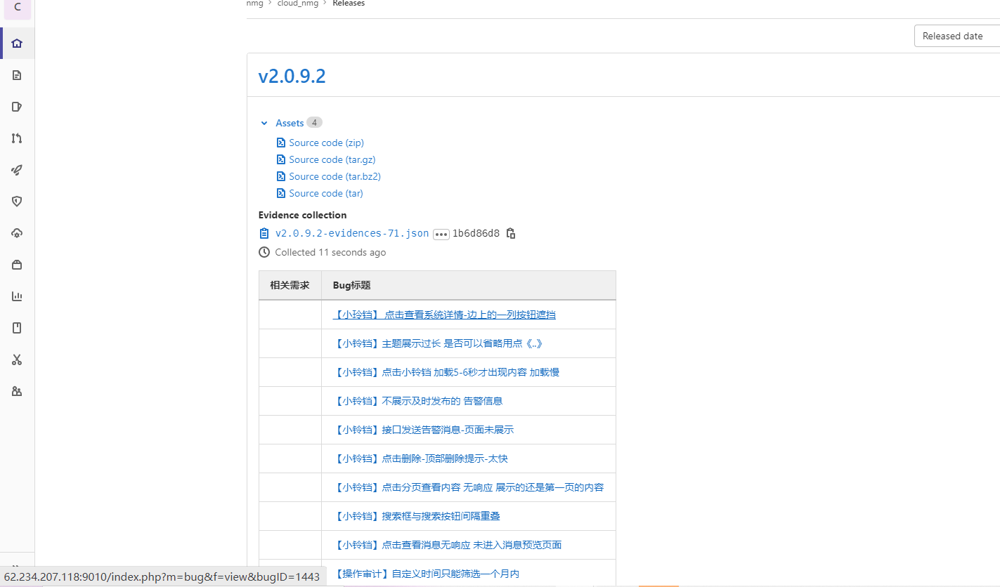 C
nmg > cloud_nmg > Releases
Released date
v2.0.9.2
Assets 4
Source code (zip)
Source code (tar.gz)
Source code (tar.bz2)
Source code (tar)
Evidence collection
v2.0.9.2-evidences-71.json ••• 1b6d86d8
Collected 11 seconds ago
相关需求 Bug标题
【小玲铛】 点击查看系统详情-边上的一列按钮遮挡
【小铃铛】主题展示过长 是否可以省略用点《..》
【小铃铛】点击小铃铛 加载5-6秒才出现内容 加载慢
【小铃铛】不展示及时发布的 告警信息
【小铃铛】接口发送告警消息-页面未展示
【小铃铛】点击删除-顶部删除提示-太快
【小铃铛】点击分页查看内容 无响应 展示的还是第一页的内容
【小铃铛】搜索框与搜索按钮间隔重叠
【小铃铛】点击查看消息无响应 未进入消息预览页面
【操作审计】自定义时间只能筛选一个月内
62.234.207.118:9010/index.php?m=bug&f=view&bugID=1443